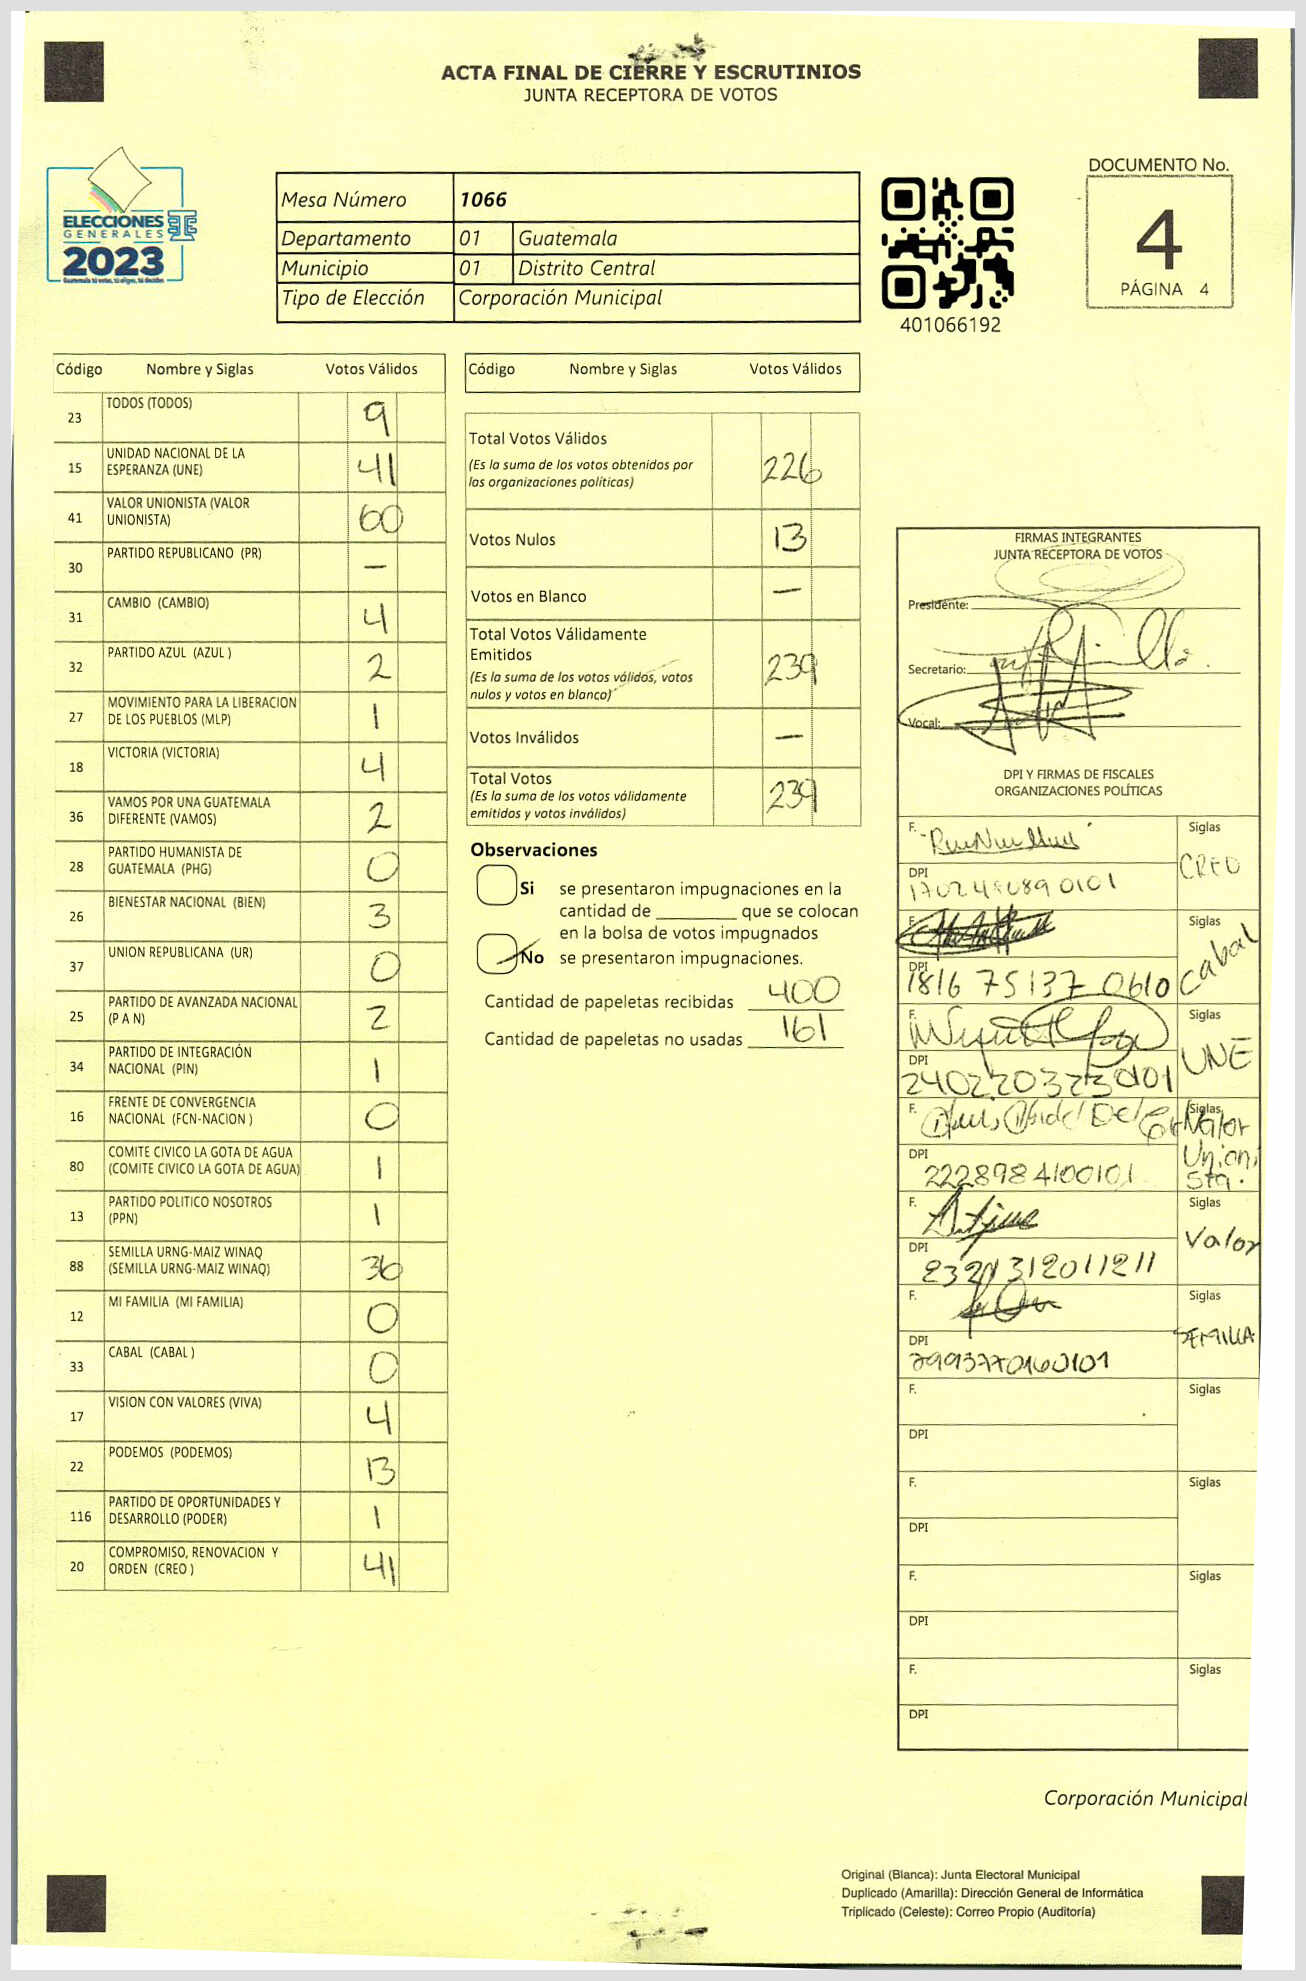 ACTA FINAL DE CIERRE Y ESCRUTINIOS
JUNTA RECEPTORA DE VOTOS
ELECCIONES
GENERALES
2023
Mesa Número 1066
Departamento 01 Guatemala
Municipio 01 Distrito Central
Tipo de Elección Corporación Municipal
401066192
DOCUMENTO No.
4
PÁGINA 4
Código Nombre y Siglas Votos Válidos
23 TODOS (TODOS) 9
15 UNIDAD NACIONAL DE LA
ESPERANZA (UNE) 41
41 VALOR UNIONISTA (VALOR
UNIONISTA) 60
30 PARTIDO REPUBLICANO (PR) —
31 CAMBIO (CAMBIO) 4
32 PARTIDO AZUL (AZUL ) 2
27 MOVIMIENTO PARA LA LIBERACION
DE LOS PUEBLOS (MLP) 1
18 VICTORIA (VICTORIA) 4
36 VAMOS POR UNA GUATEMALA
DIFERENTE (VAMOS) 2
28 PARTIDO HUMANISTA DE
GUATEMALA (PHG) 0
26 BIENESTAR NACIONAL (BIEN) 3
37 UNION REPUBLICANA (UR) 0
25 PARTIDO DE AVANZADA NACIONAL
(P A N) 2
34 PARTIDO DE INTEGRACIÓN
NACIONAL (PIN) 1
16 FRENTE DE CONVERGENCIA
NACIONAL (FCN-NACION ) 0
80 COMITE CIVICO LA GOTA DE AGUA
(COMITE CIVICO LA GOTA DE AGUA) 1
13 PARTIDO POLITICO NOSOTROS
(PPN) 1
88 SEMILLA URNG-MAIZ WINAQ
(SEMILLA URNG-MAIZ WINAQ) 36
12 MI FAMILIA (MI FAMILIA) 0
33 CABAL (CABAL ) 0
17 VISION CON VALORES (VIVA) 4
22 PODEMOS (PODEMOS) 13
116 PARTIDO DE OPORTUNIDADES Y
DESARROLLO (PODER) 1
20 COMPROMISO, RENOVACION Y
ORDEN (CREO ) 41
Código Nombre y Siglas Votos Válidos
Total Votos Válidos
(Es la suma de los votos obtenidos por
las organizaciones políticas) 226
Votos Nulos 13
Votos en Blanco —
Total Votos Válidamente
Emitidos
(Es la suma de los votos válidos, votos
nulos y votos en blanco) 239
Votos Inválidos —
Total Votos
(Es la suma de los votos válidamente
emitidos y votos inválidos) 239
Observaciones
Si se presentaron impugnaciones en la
cantidad de ________ que se colocan
en la bolsa de votos impugnados
No se presentaron impugnaciones.
Cantidad de papeletas recibidas 400
Cantidad de papeletas no usadas 161
FIRMAS INTEGRANTES
JUNTA RECEPTORA DE VOTOS
Presidente:
Secretario:
Vocal:
DPI Y FIRMAS DE FISCALES
ORGANIZACIONES POLÍTICAS
F. Siglas
CREO
DPI
F. Siglas
Cabal
DPI
1816 75137 0610
F. Siglas
UNE
DPI
F. Siglas
Valor
Unionista.
DPI
2228984100101
F. Siglas
Valor
DPI
F. Siglas
SEMILLA
DPI
F. Siglas
DPI
F. Siglas
DPI
F. Siglas
DPI
F. Siglas
DPI
Corporación Municipal
Original (Blanca): Junta Electoral Municipal
Duplicado (Amarilla): Dirección General de Informática
Triplicado (Celeste): Correo Propio (Auditoría)